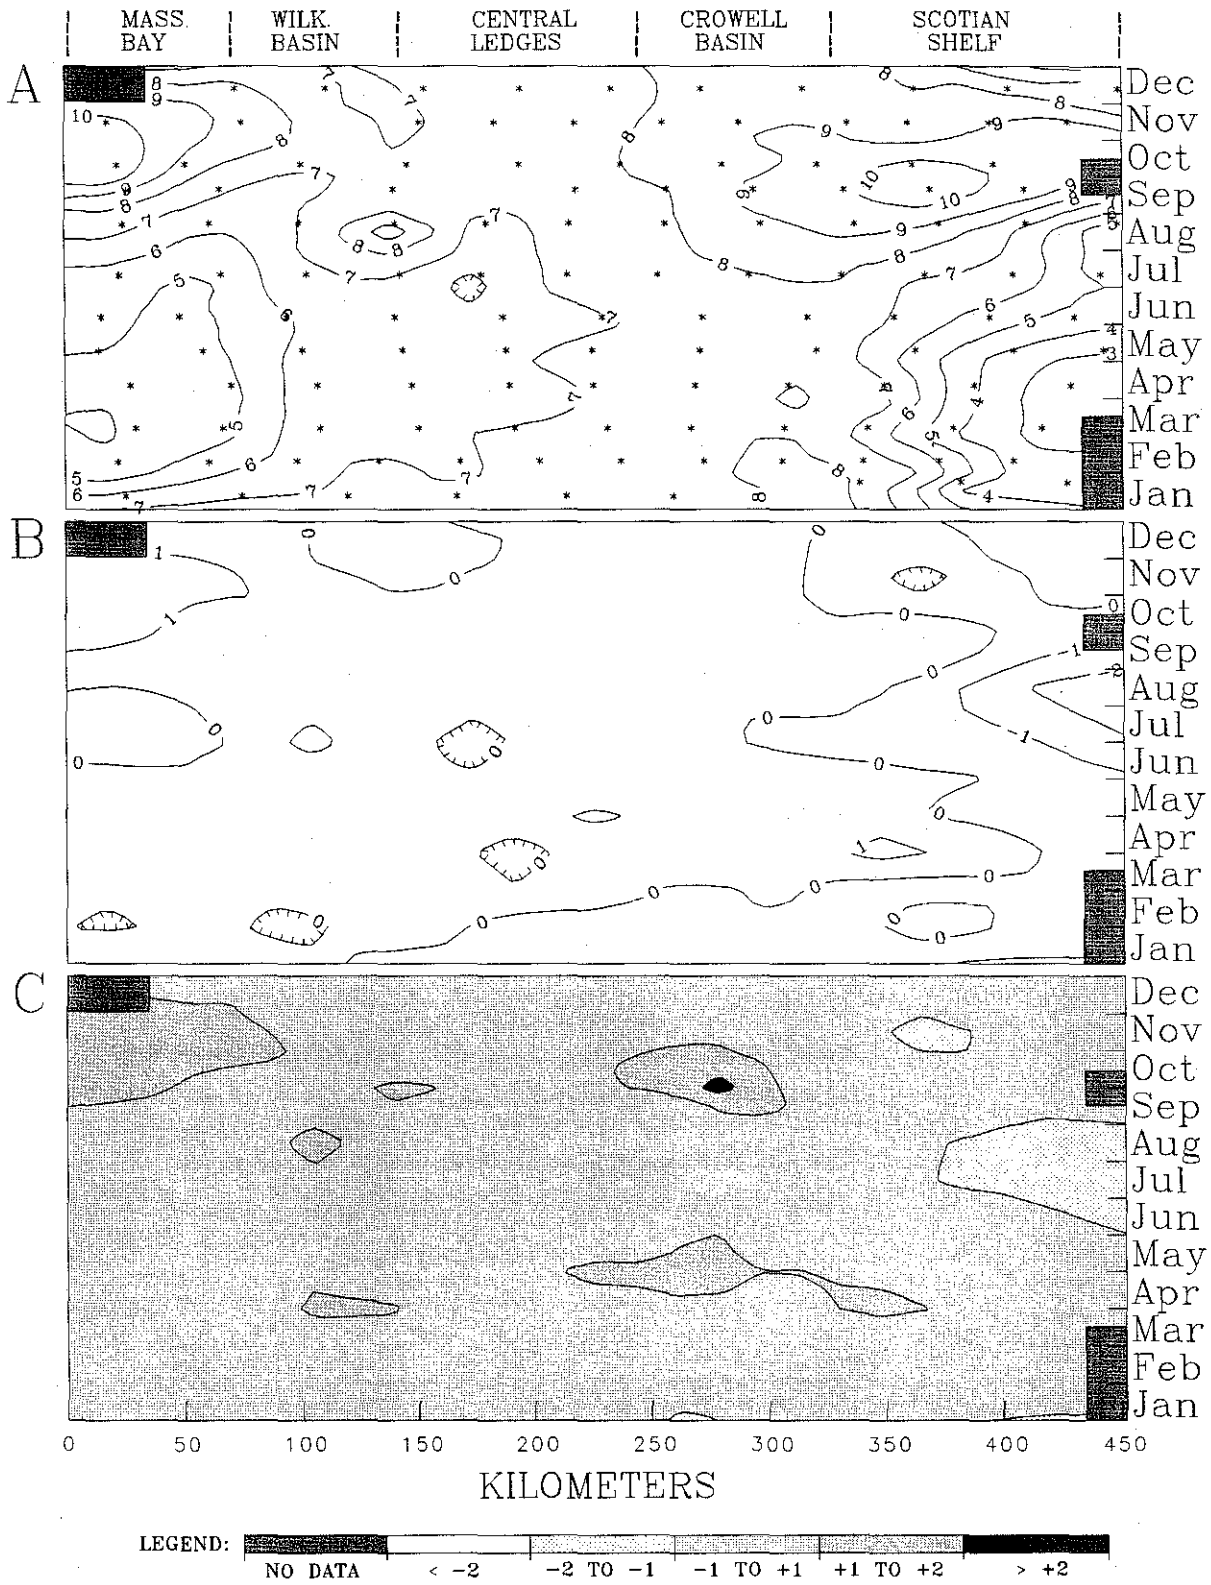 MASS. BAY
WILK. BASIN
CENTRAL LEDGES
CROWELL BASIN
SCOTIAN SHELF
A
Dec
Nov
Oct
Sep
Aug
Jul
Jun
May
Apr
Mar
Feb
Jan
B
Dec
Nov
Oct
Sep
Aug
Jul
Jun
May
Apr
Mar
Feb
Jan
C
Dec
Nov
Oct
Sep
Aug
Jul
Jun
May
Apr
Mar
Feb
Jan
0 50 100 150 200 250 300 350 400 450
KILOMETERS
LEGEND:
NO DATA < -2 -2 TO -1 -1 TO +1 +1 TO +2 > +2